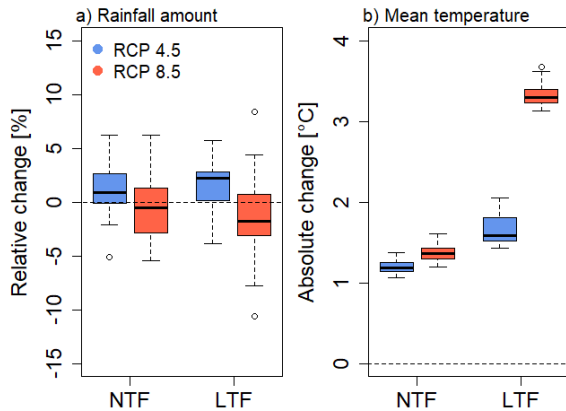 a) Rainfall amount
RCP 4.5
RCP 8.5
Relative change [%]
15
10
5
0
-5
-10
-15
NTF
LTF
b) Mean temperature
Absolute change [°C]
4
3
2
1
0
NTF
LTF